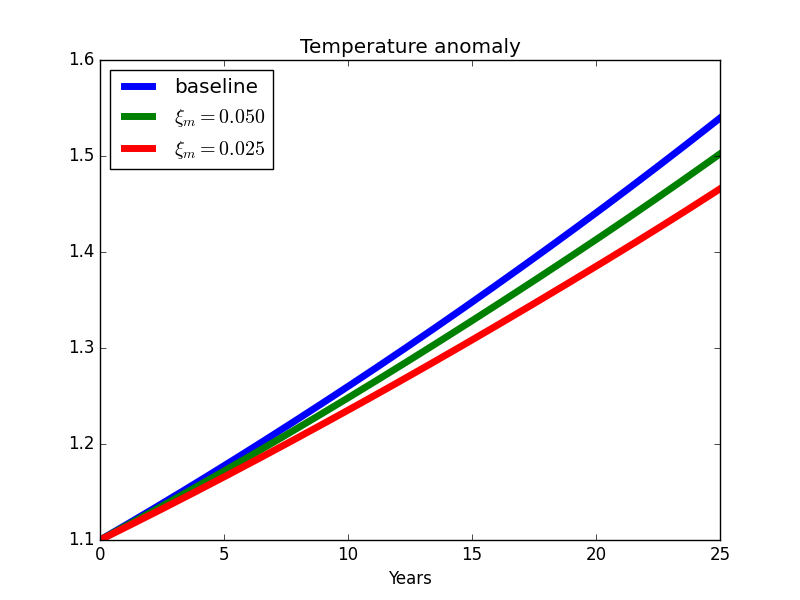 Temperature anomaly
1.6
1.5
1.4
1.3
1.2
1.1
baseline
ξm = 0.050
ξm = 0.025
0 5 10 15 20 25
Years